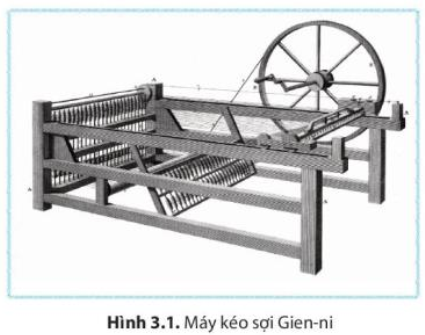 Hình 3.1. Máy kéo sợi Gien-ni